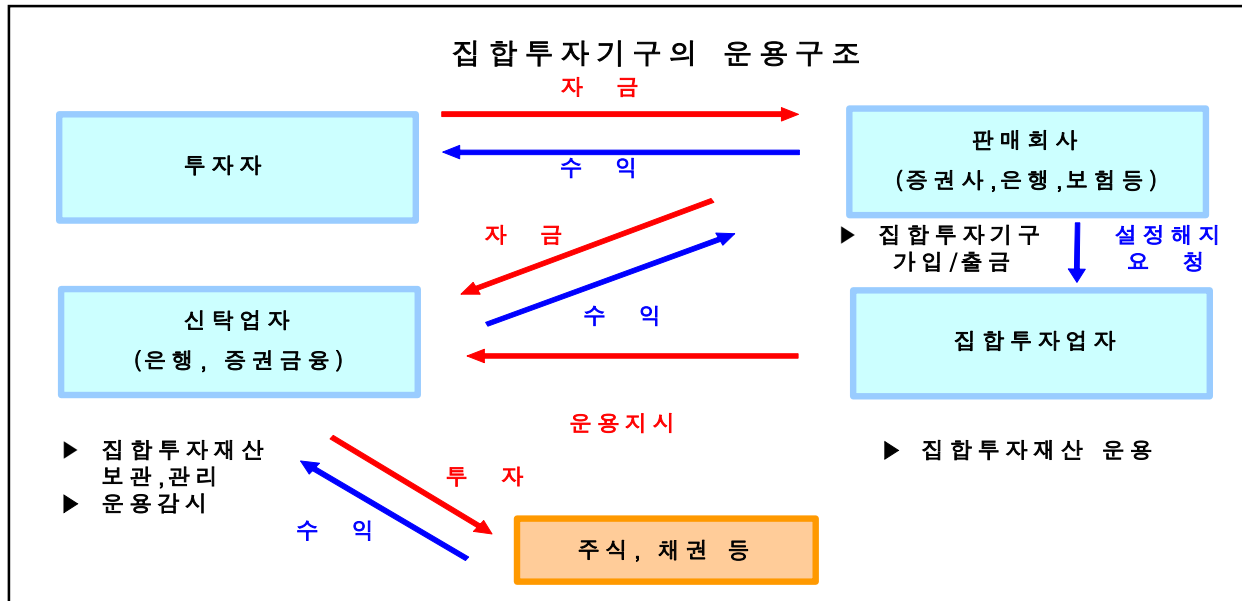 집합투자기구의 운용구조
자 금
투자자
수 익
판매회사
(증권사,은행,보험등)
자 금
▶ 집합투자기구
가입/출금
설정해지
요 청
신탁업자
(은행, 증권금융)
수 익
집합투자업자
운용지시
▶ 집합투자재산
보관,관리
▶ 운용감시
▶ 집합투자재산 운용
투 자
수 익
주식, 채권 등